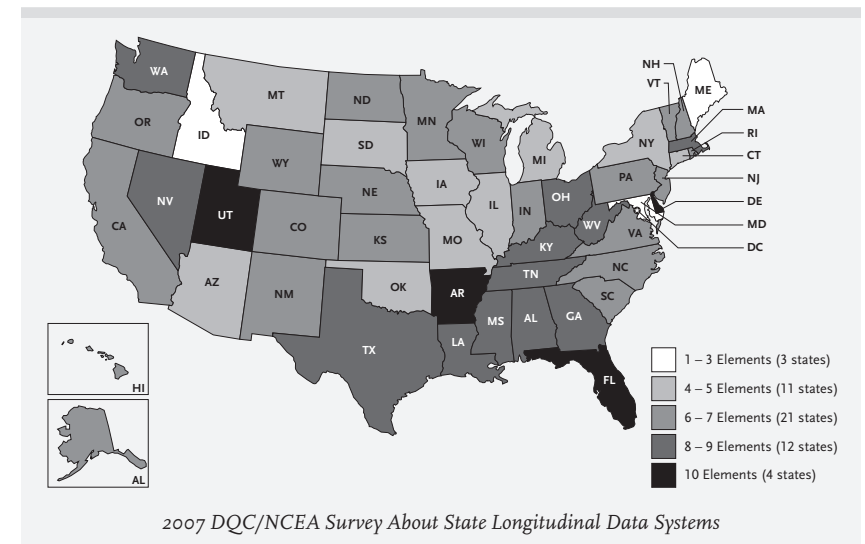 NH
VT
ME
WA
MT
ND
MN
OR
ID
SD
WI
MI
NY
MA
RI
CT
NJ
DE
MD
DC
WY
IA
NE
PA
NV
UT
IL
IN
OH
CA
CO
KS
MO
WV
VA
KY
NC
TN
AZ
NM
OK
AR
SC
MS
AL
GA
TX
LA
FL
HI
AL
1 – 3 Elements (3 states)
4 – 5 Elements (11 states)
6 – 7 Elements (21 states)
8 – 9 Elements (12 states)
10 Elements (4 states)
2007 DQC/NCEA Survey About State Longitudinal Data Systems